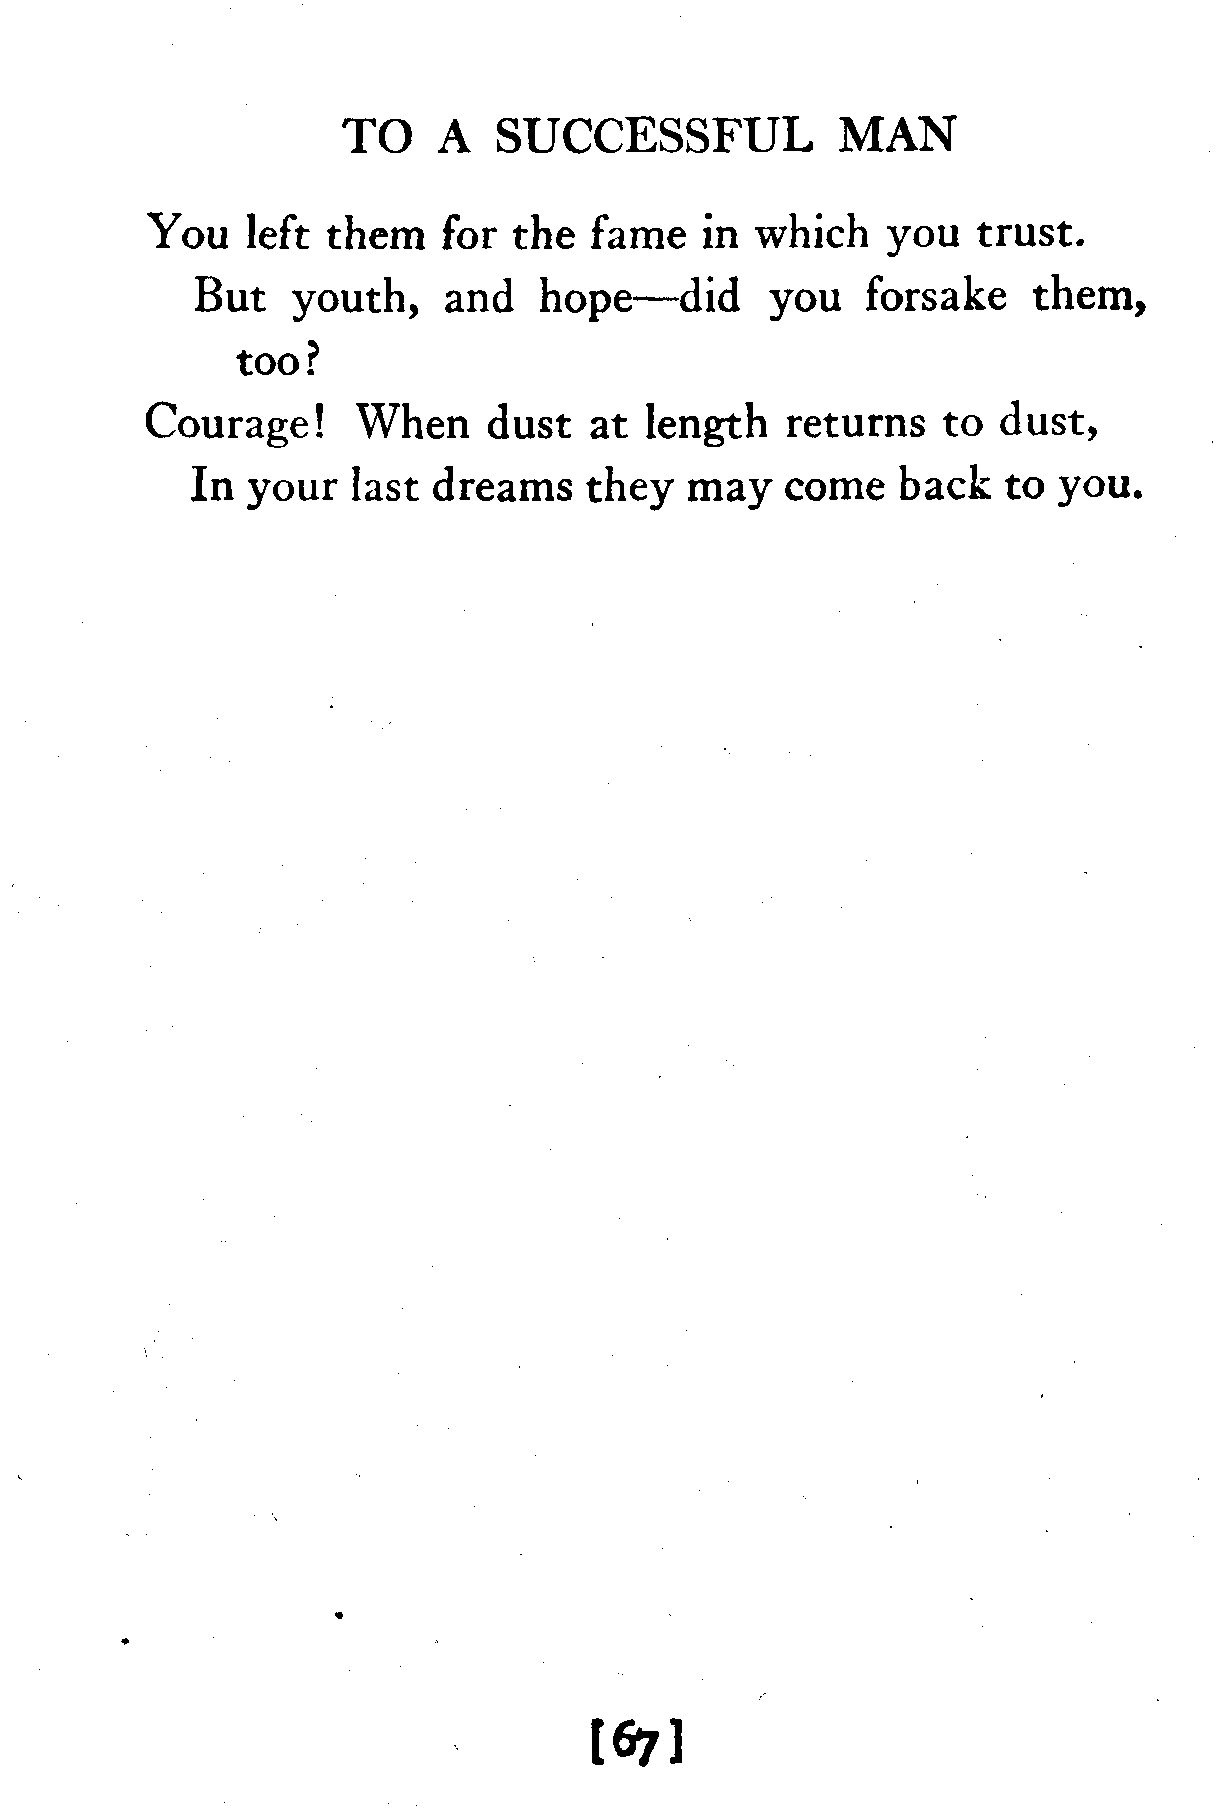 TO A SUCCESSFUL MAN
You left them for the fame in which you trust.
But youth, and hope—did you forsake them,
too?
Courage! When dust at length returns to dust,
In your last dreams they may come back to you.
[67]